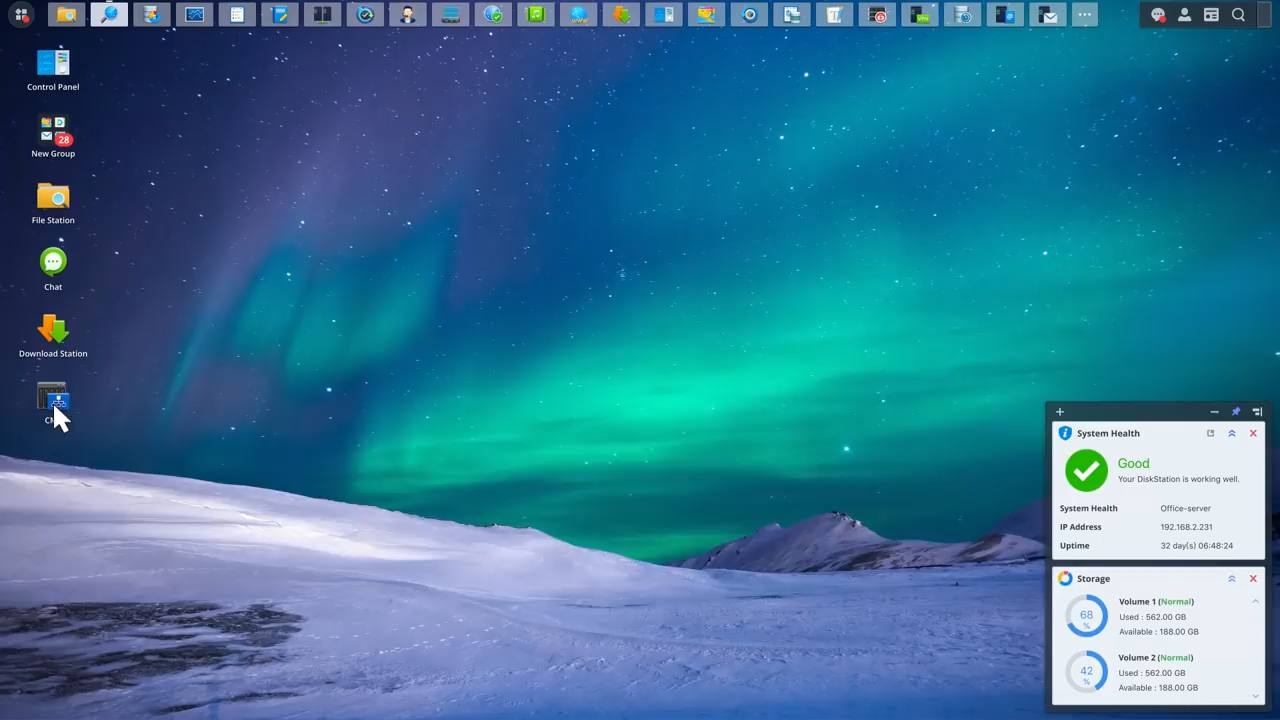 Control Panel
28
New Group
File Station
Chat
Download Station
System Health
Good
Your DiskStation is working well.
System Health Office-server
IP Address 192.168.2.231
Uptime 32 day(s) 06:48:24
Storage
Volume 1 (Normal)
68 %
Used : 562.00 GB
Available : 188.00 GB
Volume 2 (Normal)
42 %
Used : 562.00 GB
Available : 188.00 GB